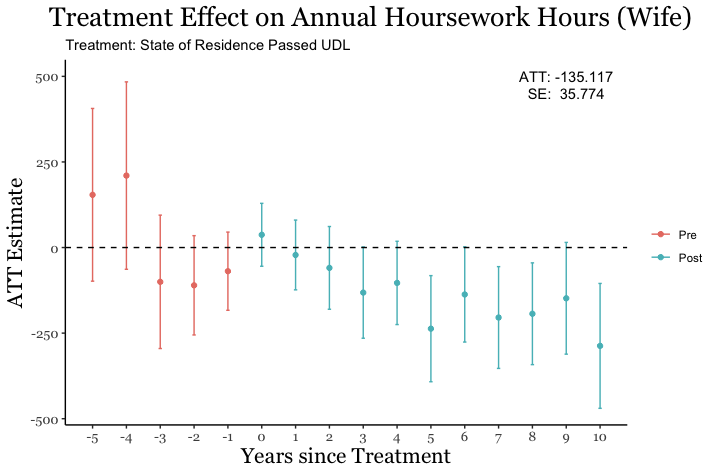 Treatment Effect on Annual Hoursework Hours (Wife)
Treatment: State of Residence Passed UDL
ATT: -135.117
SE: 35.774
ATT Estimate
500
250
0
-250
-500
Pre
Post
-5 -4 -3 -2 -1 0 1 2 3 4 5 6 7 8 9 10
Years since Treatment